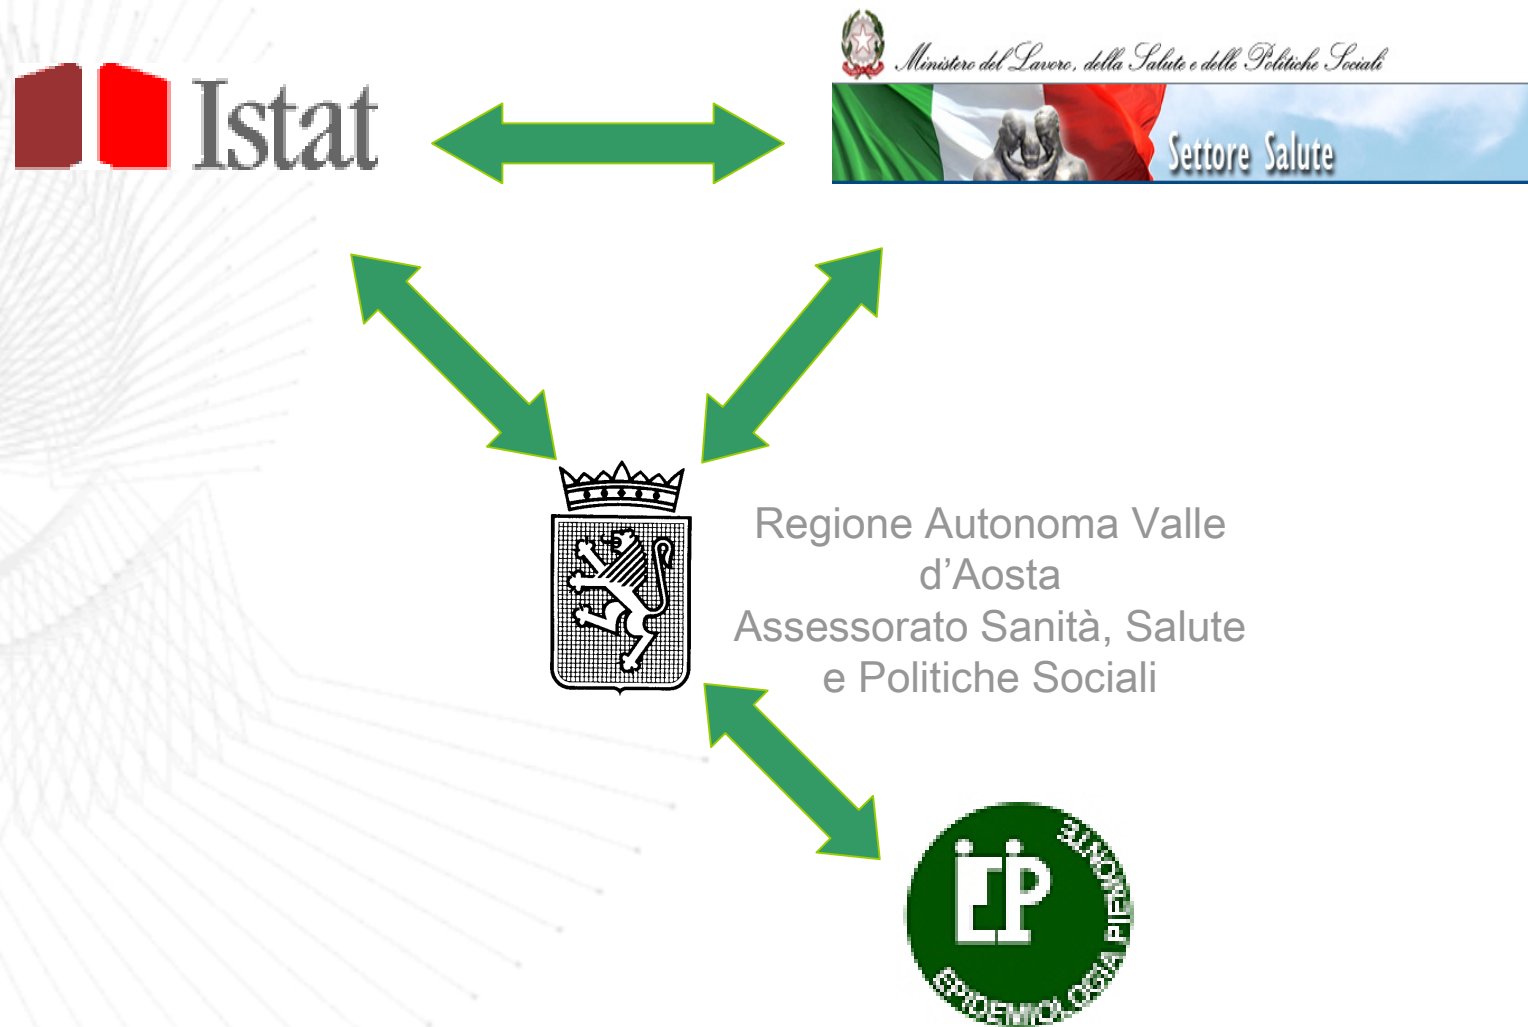 Istat
Ministero del Lavoro, della Salute e delle Politiche Sociali
Settore Salute
Regione Autonoma Valle
d’Aosta
Assessorato Sanità, Salute
e Politiche Sociali
EP
EPIDEMIOLOGIA PIEMONTE